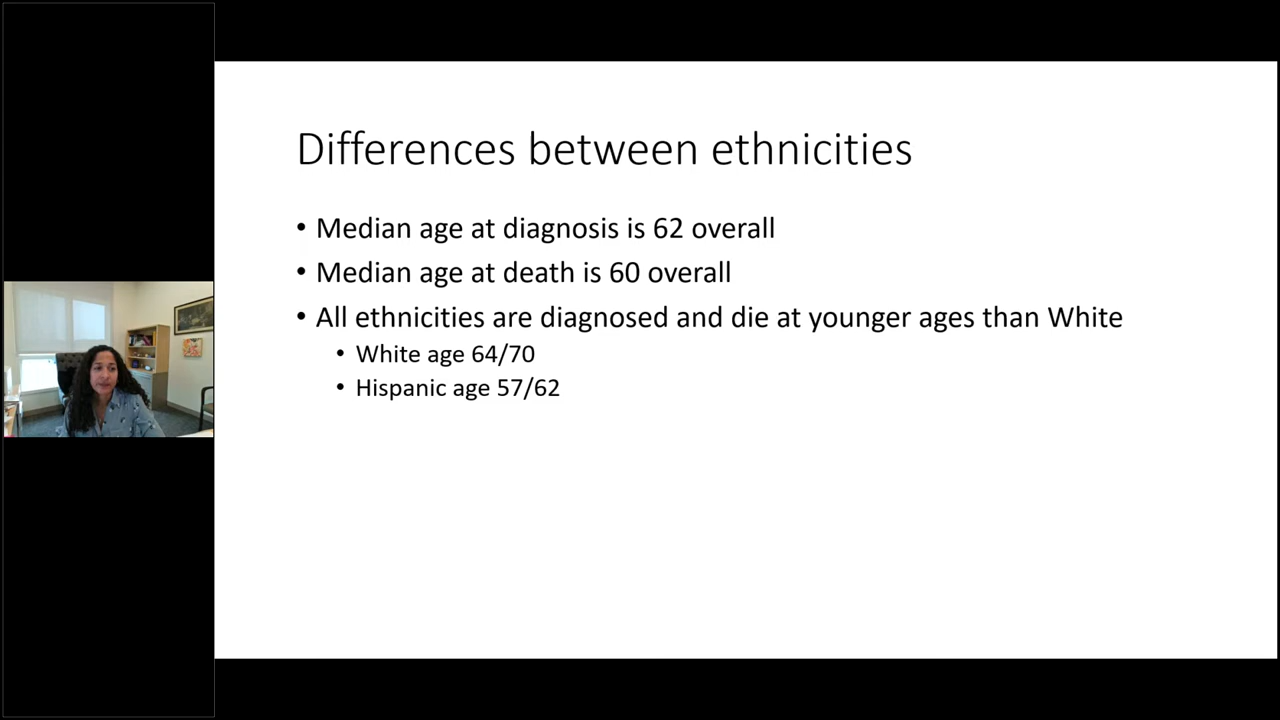 Differences between ethnicities
• Median age at diagnosis is 62 overall
• Median age at death is 60 overall
• All ethnicities are diagnosed and die at younger ages than White
• White age 64/70
• Hispanic age 57/62